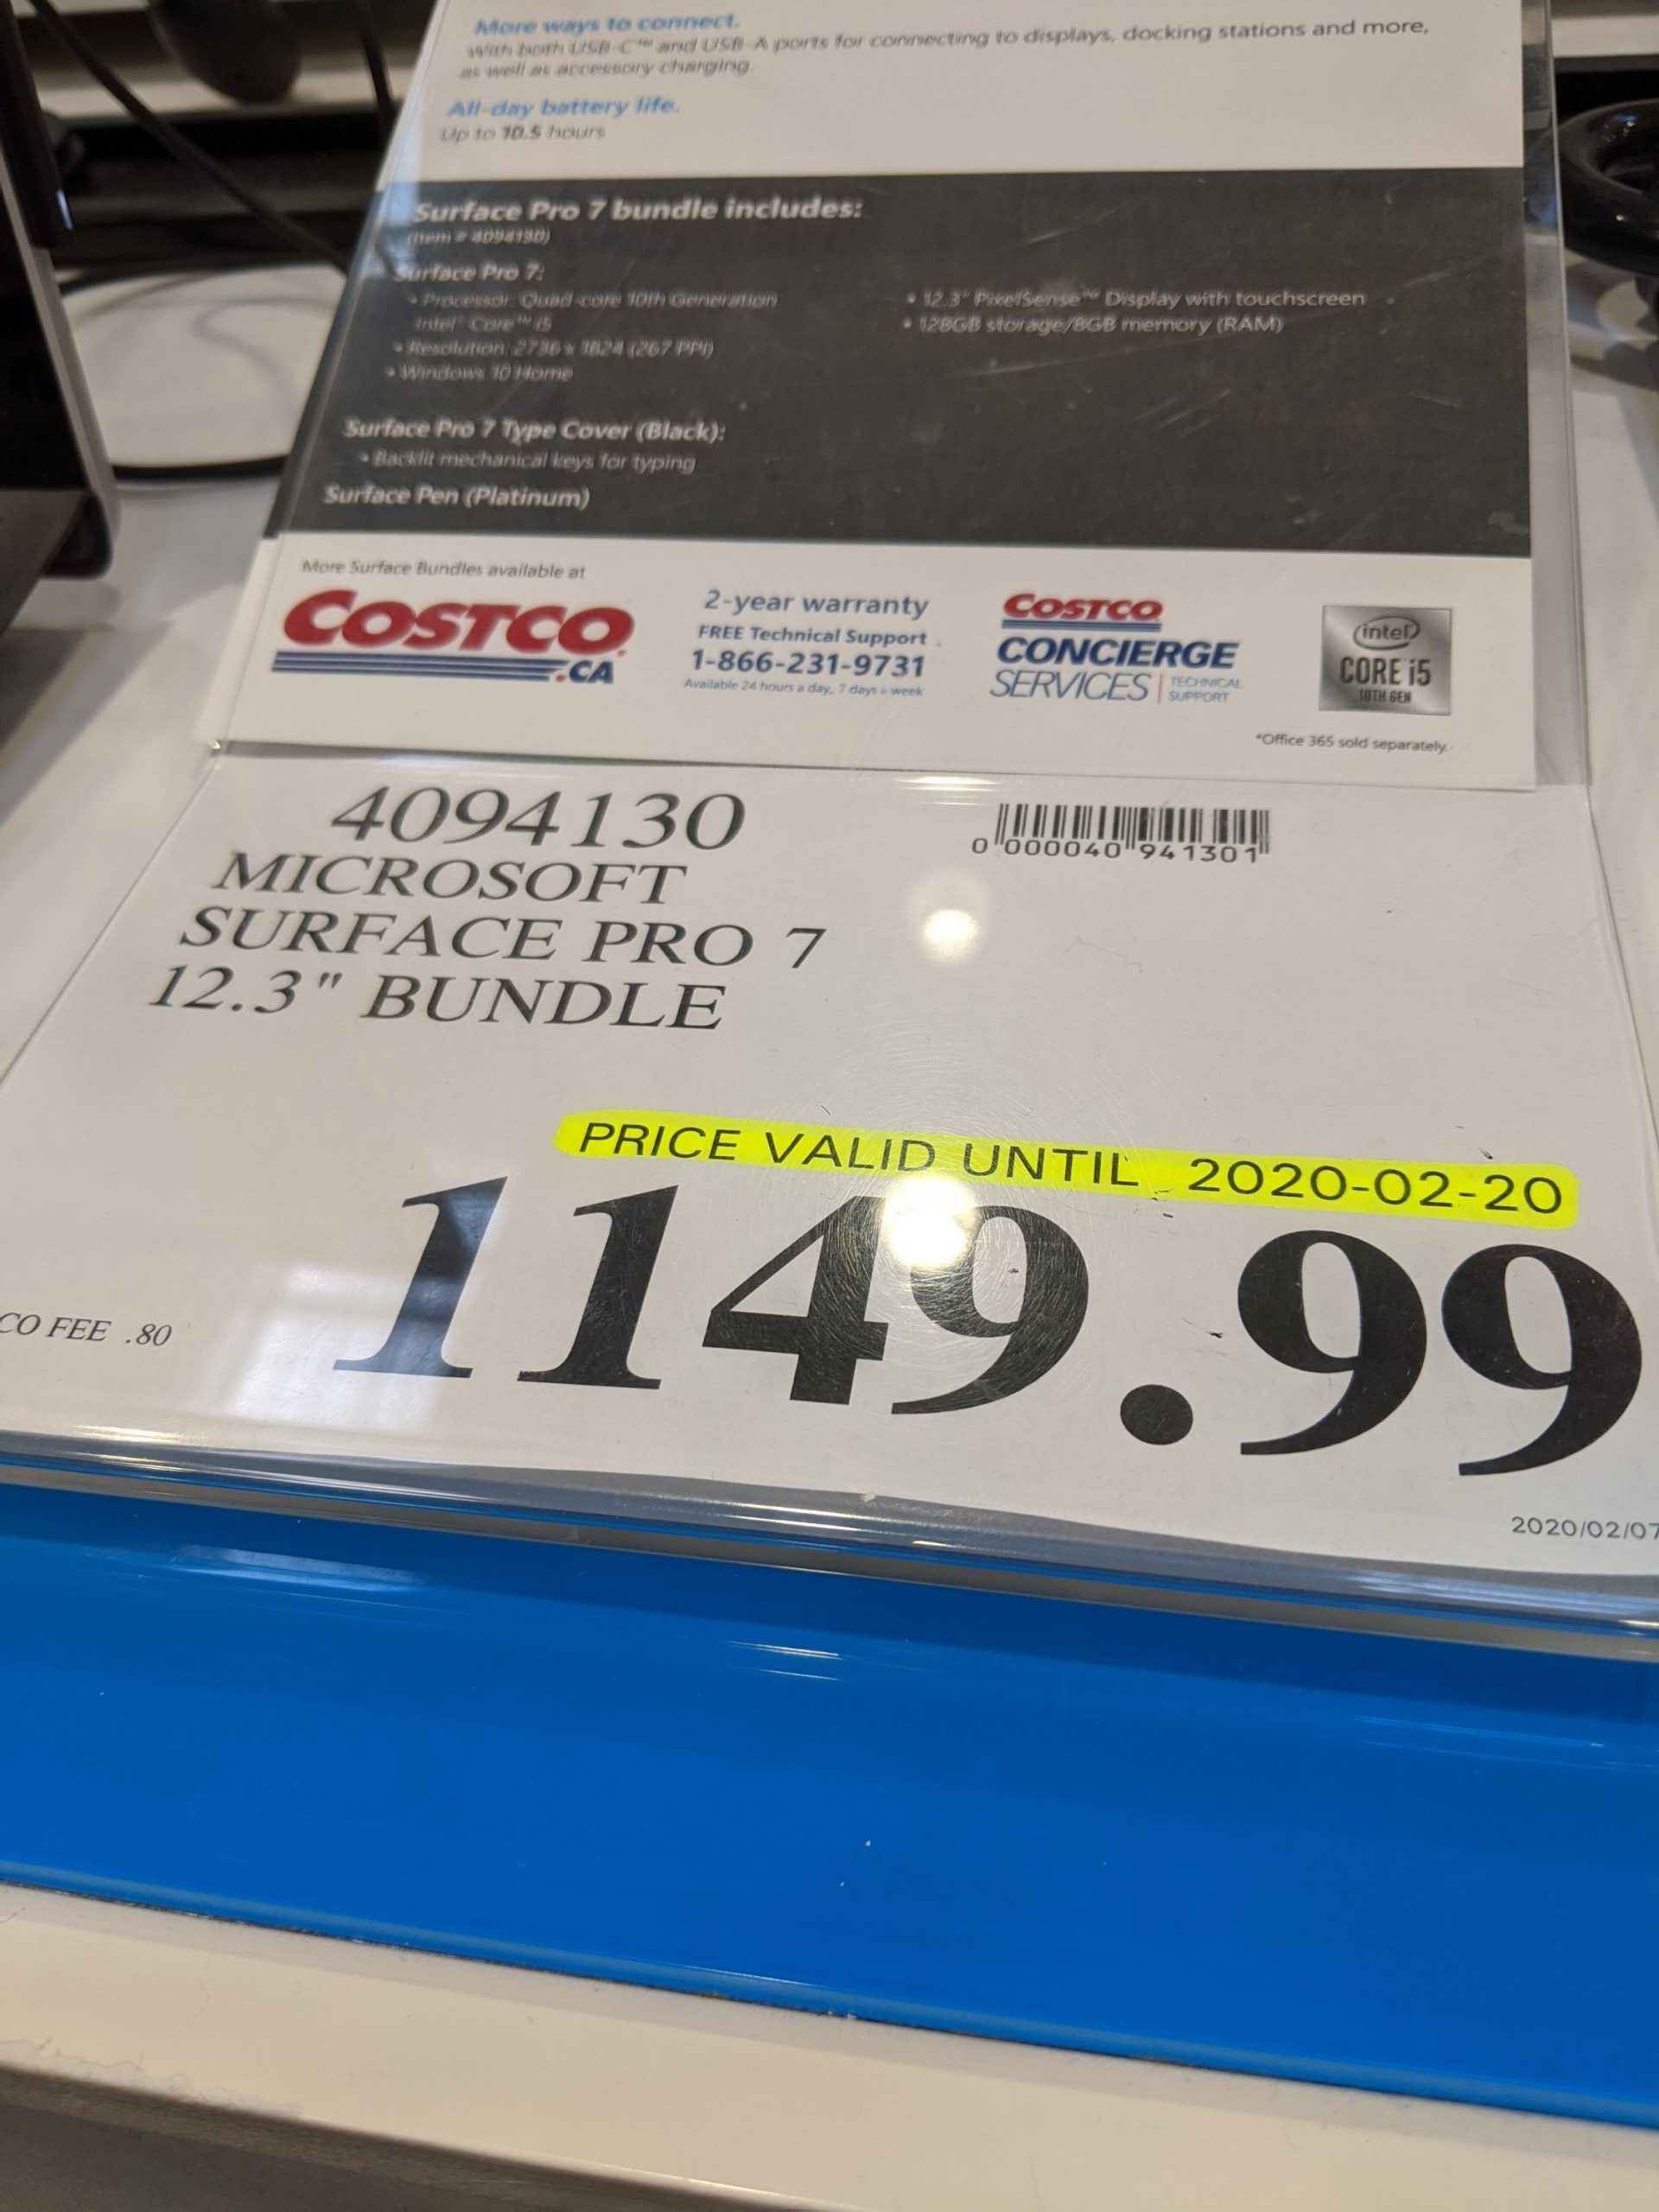 More ways to connect.
With both USB-C™ and USB-A ports for connecting to displays, docking stations and more,
as well as accessory charging.
All-day battery life.
Up to 10.5 hours
Surface Pro 7 bundle includes:
(Item # 4094130)
Surface Pro 7:
• Processor: Quad-core 10th Generation
Intel® Core™ i5
• Resolution: 2736 x 1824 (267 PPI)
• Windows 10 Home
• 12.3" PixelSense™ Display with touchscreen
• 128GB storage/8GB memory (RAM)
Surface Pro 7 Type Cover (Black):
• Backlit mechanical keys for typing
Surface Pen (Platinum)
More Surface Bundles available at
COSTCO
.CA
2-year warranty
FREE Technical Support
1-866-231-9731
Available 24 hours a day, 7 days a week
COSTCO
CONCIERGE
SERVICES | TECHNICAL SUPPORT
intel
CORE i5
10TH GEN
*Office 365 sold separately.
4094130
MICROSOFT
SURFACE PRO 7
12.3" BUNDLE
0 000040 941301
PRICE VALID UNTIL 2020-02-20
1149.99
CO FEE .80
2020/02/07